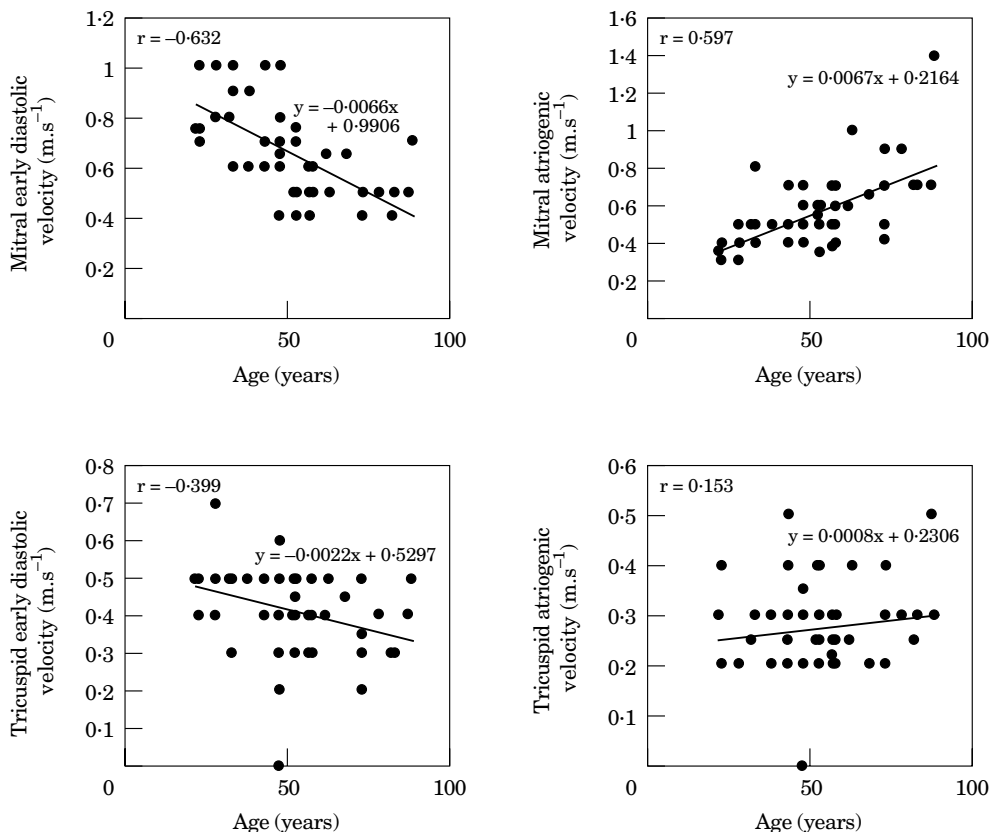 Mitral early diastolic
velocity (m.s⁻¹)
1·2
1
0·8
0·6
0·4
0·2
0
50
100
Age (years)
r = –0·632
y = –0·0066x
+ 0·9906
Mitral atriogenic
velocity (m.s⁻¹)
1·6
1·4
1·2
1
0·8
0·6
0·4
0·2
0
50
100
Age (years)
r = 0·597
y = 0·0067x + 0·2164
Tricuspid early diastolic
velocity (m.s⁻¹)
0·8
0·7
0·6
0·5
0·4
0·3
0·2
0·1
0
50
100
Age (years)
r = –0·399
y = –0·0022x + 0·5297
Tricuspid atriogenic
velocity (m.s⁻¹)
0·6
0·5
0·4
0·3
0·2
0·1
0
50
100
Age (years)
r = 0·153
y = 0·0008x + 0·2306